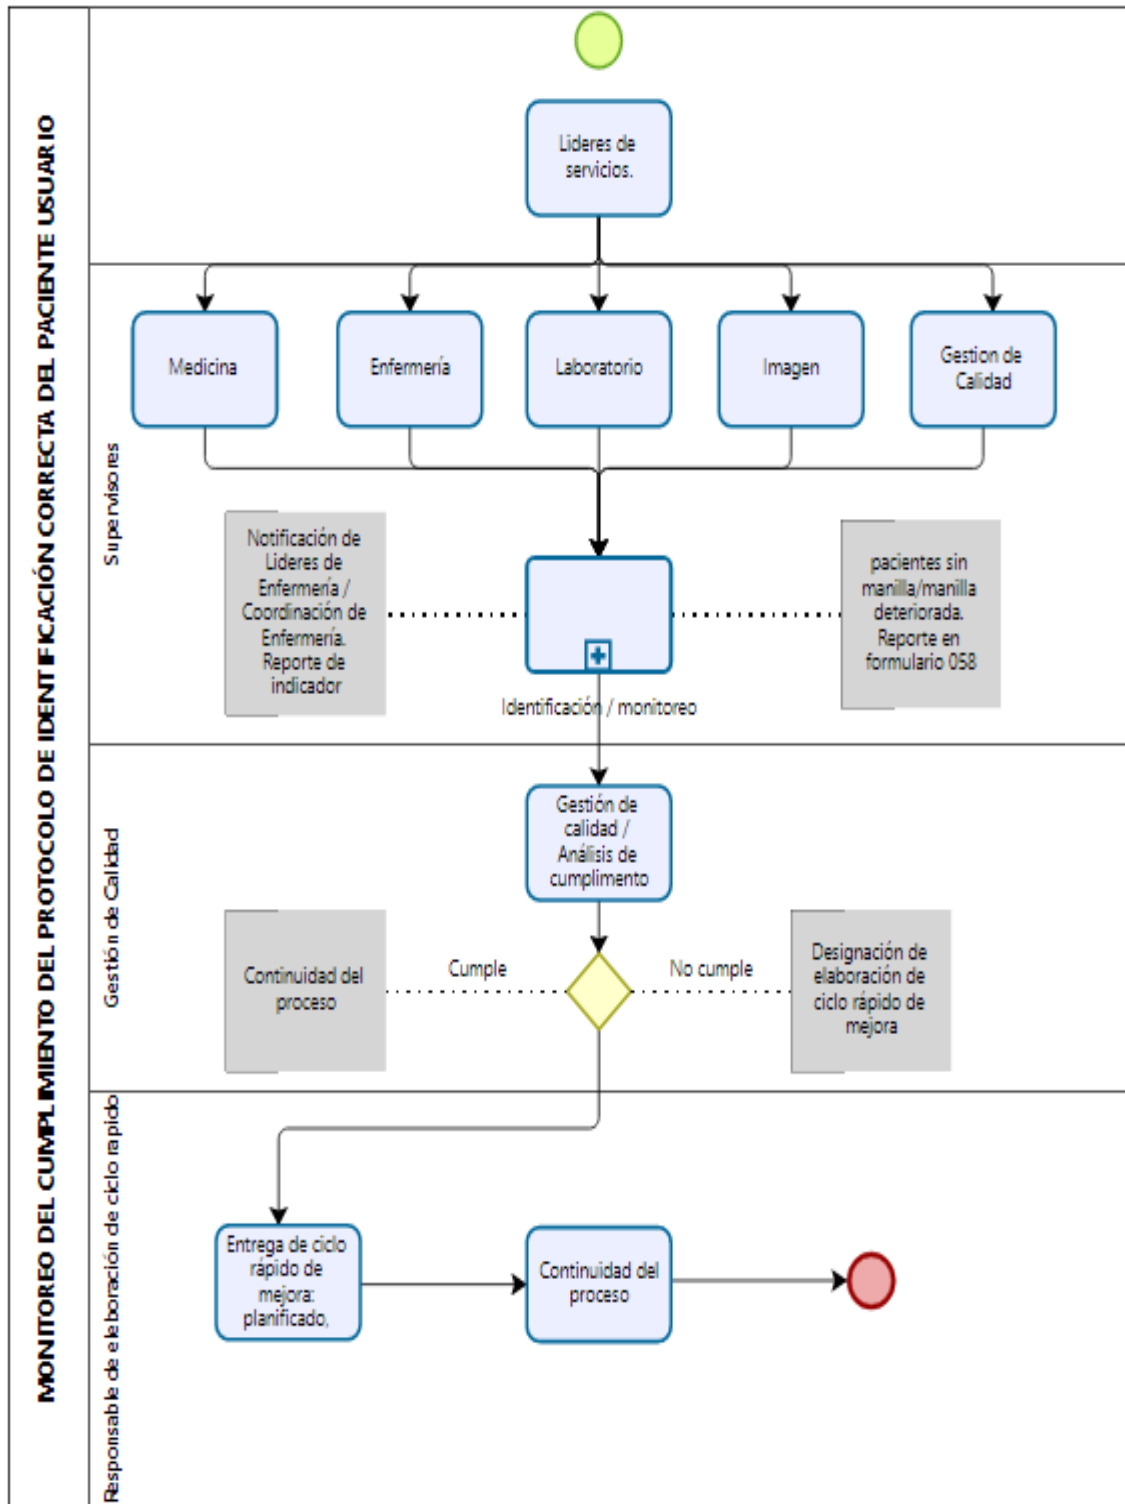 MONITOREO DEL CUMPLIMIENTO DEL PROTOCOLO DE IDENTIFICACIÓN CORRECTA DEL PACIENTE USUARIO
Lideres de
servicios.
Supervisores
Medicina
Enfermería
Laboratorio
Imagen
Gestion de
Calidad
Notificación de
Lideres de
Enfermería /
Coordinación de
Enfermería.
Reporte de
indicador
pacientes sin
manilla/manilla
deteriorada.
Reporte en
formulario 058
Identificación / monitoreo
Gestión de Calidad
Gestión de
calidad /
Análisis de
cumplimento
Continuidad del
proceso
Cumple
No cumple
Designación de
elaboración de
ciclo rápido de
mejora
Responsable de eleboración de ciclo rapido
Entrega de ciclo
rápido de
mejora:
planificado,
Continuidad del
proceso